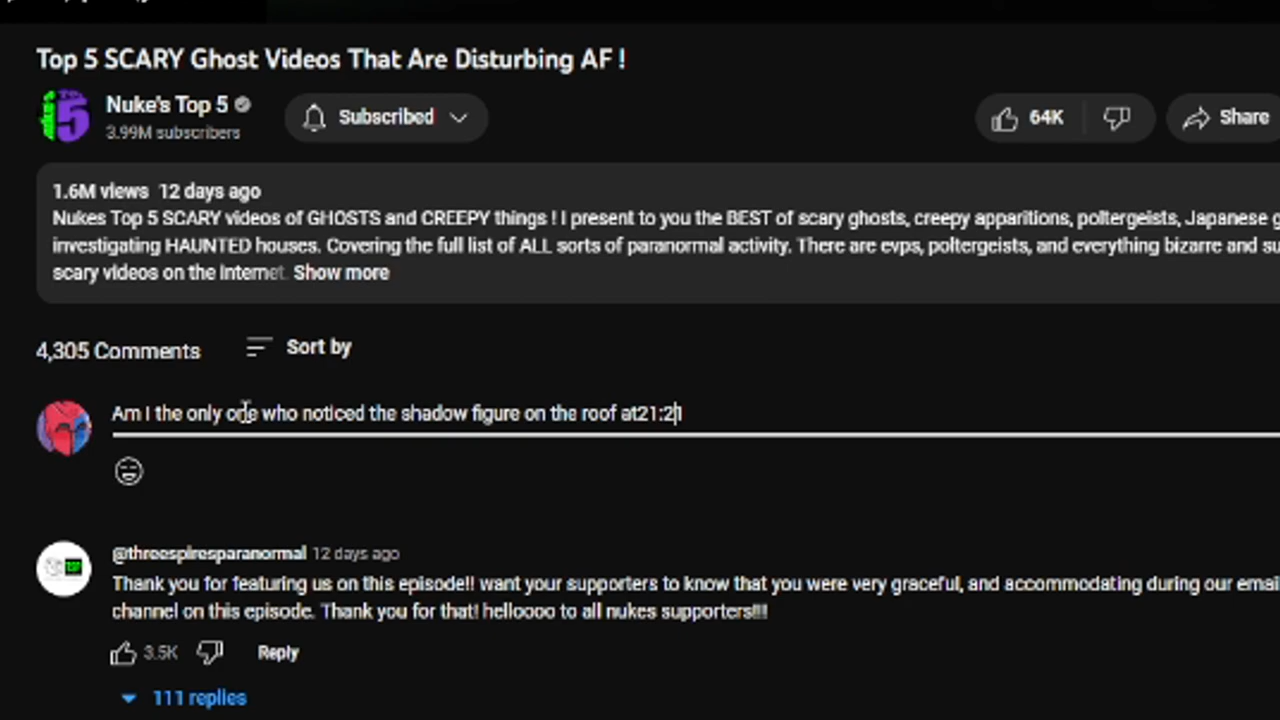 Top 5 SCARY Ghost Videos That Are Disturbing AF !
Nuke's Top 5
3.99M subscribers
Subscribed
64K
Share
1.6M views 12 days ago
Nukes Top 5 SCARY videos of GHOSTS and CREEPY things ! I present to you the BEST of scary ghosts, creepy apparitions, poltergeists, Japanese g
investigating HAUNTED houses. Covering the full list of ALL sorts of paranormal activity. There are evps, poltergeists, and everything bizarre and su
scary videos on the Internet. Show more
4,305 Comments
Sort by
Am I the only one who noticed the shadow figure on the roof at21:21
@threespiresparanormal 12 days ago
Thank you for featuring us on this episode!! want your supporters to know that you were very graceful, and accommodating during our emai
channel on this episode. Thank you for that! helloooo to all nukes supporters!!!
3.5K
Reply
111 replies